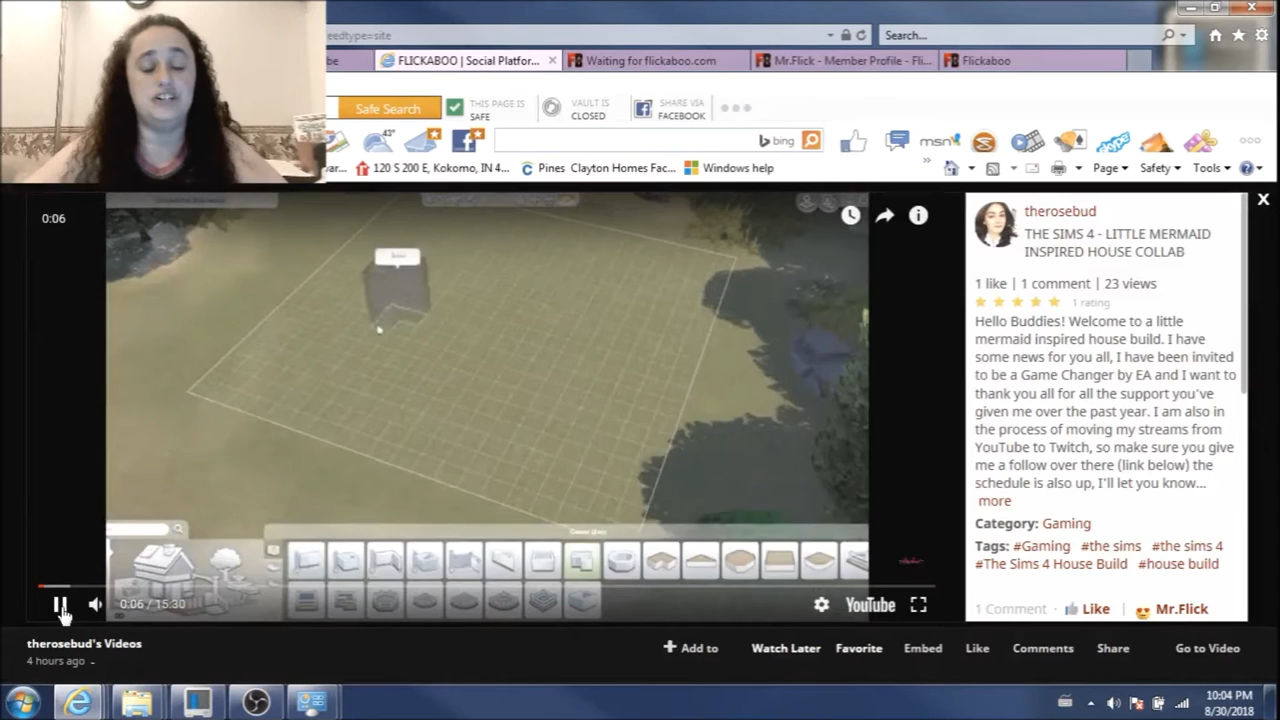 eedtype=site
Search...
be
FLICKABOO | Social Platfor...
Waiting for flickaboo.com
Mr.Flick - Member Profile - Fli...
Flickaboo
Safe Search
THIS PAGE IS
SAFE
VAULT IS
CLOSED
SHARE VIA
FACEBOOK
43°
bing
msn
skype
ar...
120 S 200 E, Kokomo, IN 4...
Pines
Clayton Homes Fac...
Windows help
Page
Safety
Tools
0:06
therosebud
THE SIMS 4 - LITTLE MERMAID
INSPIRED HOUSE COLLAB
1 like | 1 comment | 23 views
1 rating
Hello Buddies! Welcome to a little
mermaid inspired house build. I have
some news for you all, I have been invited
to be a Game Changer by EA and I want to
thank you all for all the support you've
given me over the past year. I am also in
the process of moving my streams from
YouTube to Twitch, so make sure you give
me a follow over there (link below) the
schedule is also up, I'll let you know...
more
Category: Gaming
Tags: #Gaming #the sims #the sims 4
#The Sims 4 House Build #house build
1 Comment
Like
Mr.Flick
0:06 / 15:30
YouTube
therosebud's Videos
4 hours ago
Add to
Watch Later
Favorite
Embed
Like
Comments
Share
Go to Video
10:04 PM
8/30/2018